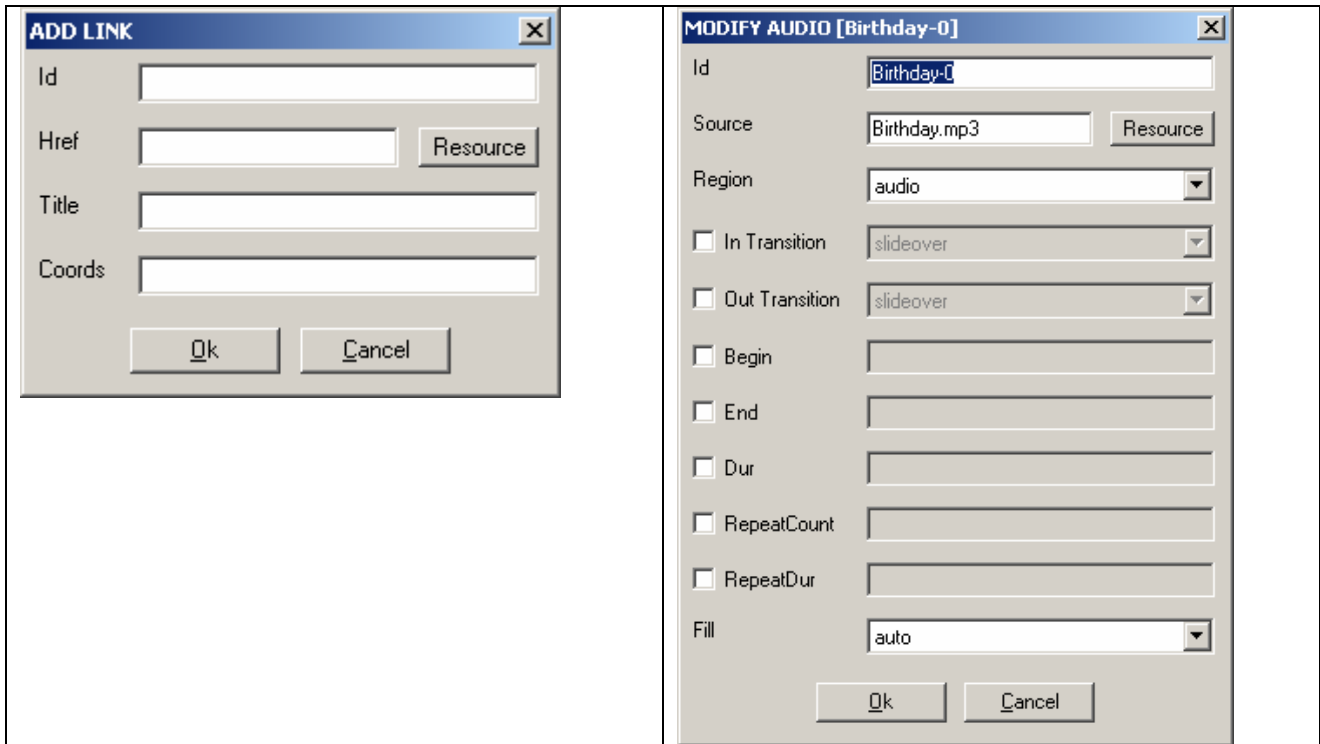 ADD LINK
Id
Href Resource
Title
Coords
Ok Cancel
MODIFY AUDIO [Birthday-0]
Id Birthday-0
Source Birthday.mp3 Resource
Region audio
In Transition slideover
Out Transition slideover
Begin
End
Dur
RepeatCount
RepeatDur
Fill auto
Ok Cancel